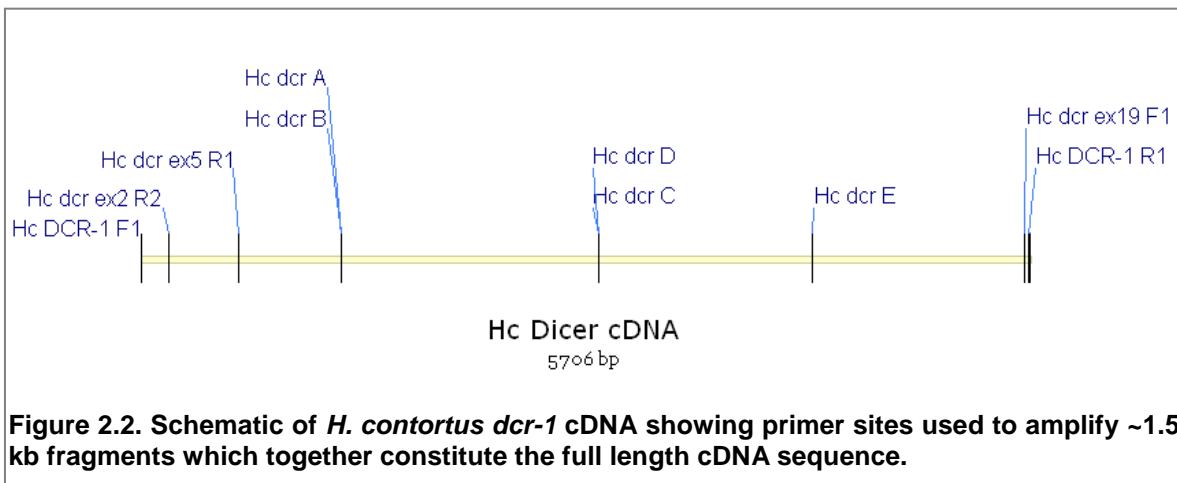 Hc dcr A
Hc dcr ex19 F1
Hc dcr B
Hc dcr ex5 R1
Hc dcr D
Hc DCR-1 R1
Hc dcr ex2 R2
Hc dcr C
Hc dcr E
Hc DCR-1 F1
Hc Dicer cDNA
5706 bp
Figure 2.2. Schematic of H. contortus dcr-1 cDNA showing primer sites used to amplify ~1.5
kb fragments which together constitute the full length cDNA sequence.